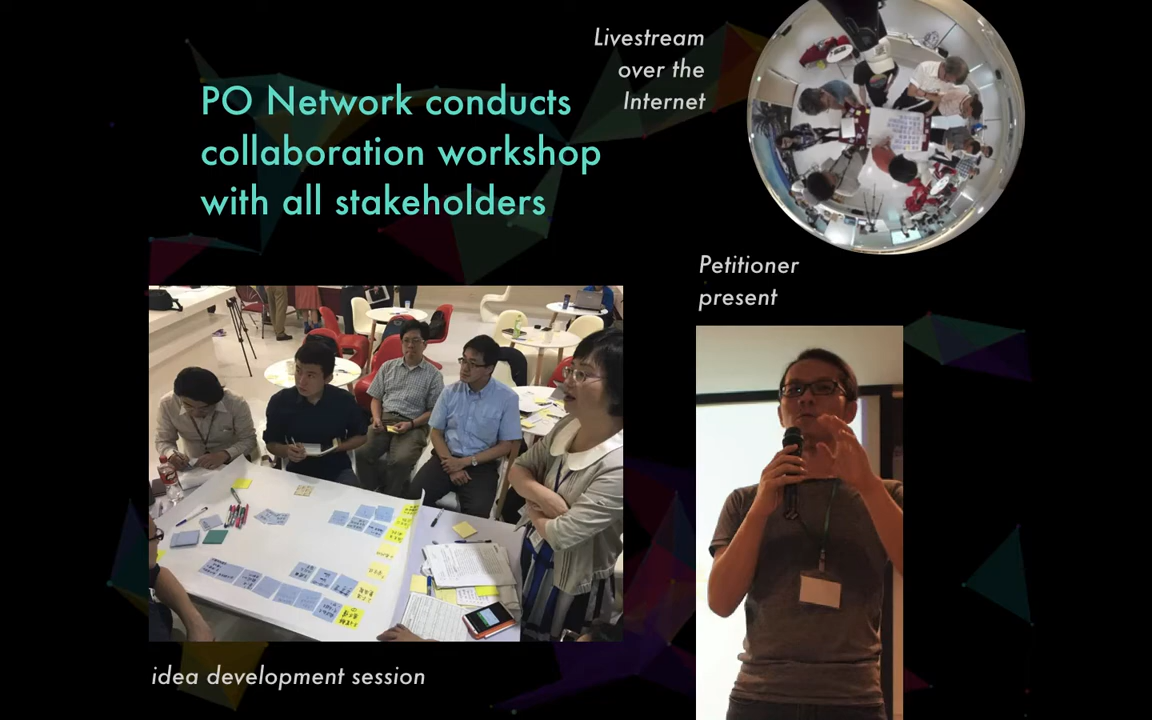 PO Network conducts
collaboration workshop
with all stakeholders
Livestream
over the
Internet
Petitioner
present
idea development session